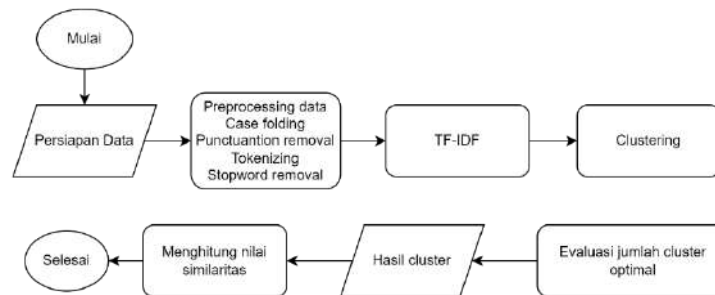 Mulai
Persiapan Data
Preprocessing data
Case folding
Punctuantion removal
Tokenizing
Stopword removal
TF-IDF
Clustering
Selesai
Menghitung nilai
similaritas
Hasil cluster
Evaluasi jumlah cluster
optimal